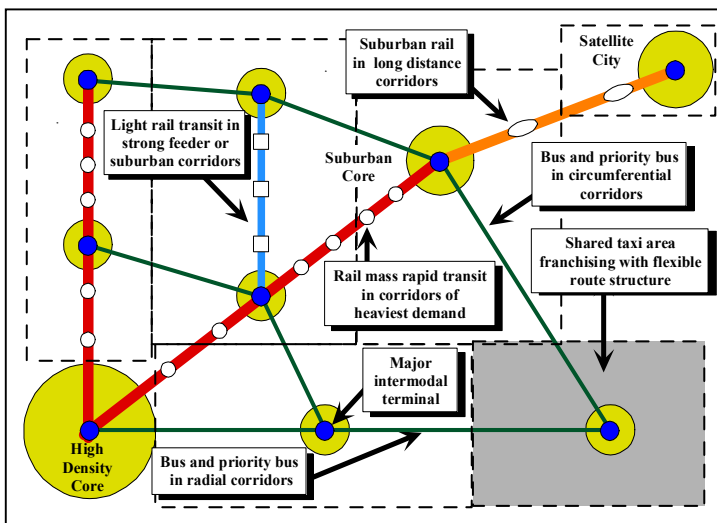 Suburban rail
in  long distance
corridors
Satellite
City
Light rail transit in
strong feeder or
suburban corridors
Suburban
Core
Bus and priority bus
in circumferential
corridors
Shared taxi area
franchising with flexible
route structure
Rail mass rapid transit
in corridors of
heaviest demand
Major
intermodal
terminal
High
Density
Core
Bus and priority bus
in radial corridors